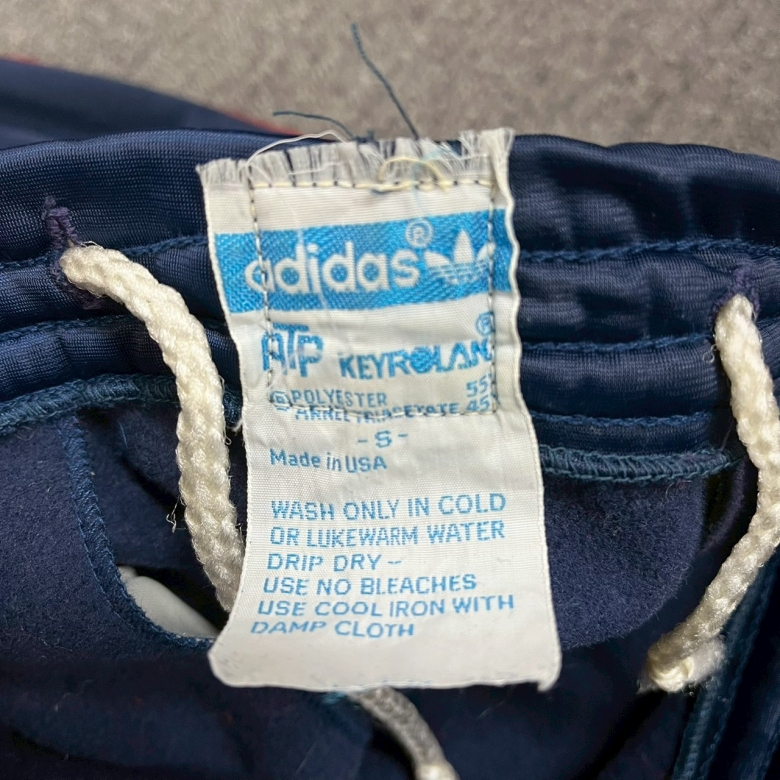 adidas®
ATP KEYROLAN®
© POLYESTER 55
45
- S -
Made in USA
WASH ONLY IN COLD
OR LUKEWARM WATER
DRIP DRY -
USE NO BLEACHES
USE COOL IRON WITH
DAMP CLOTH